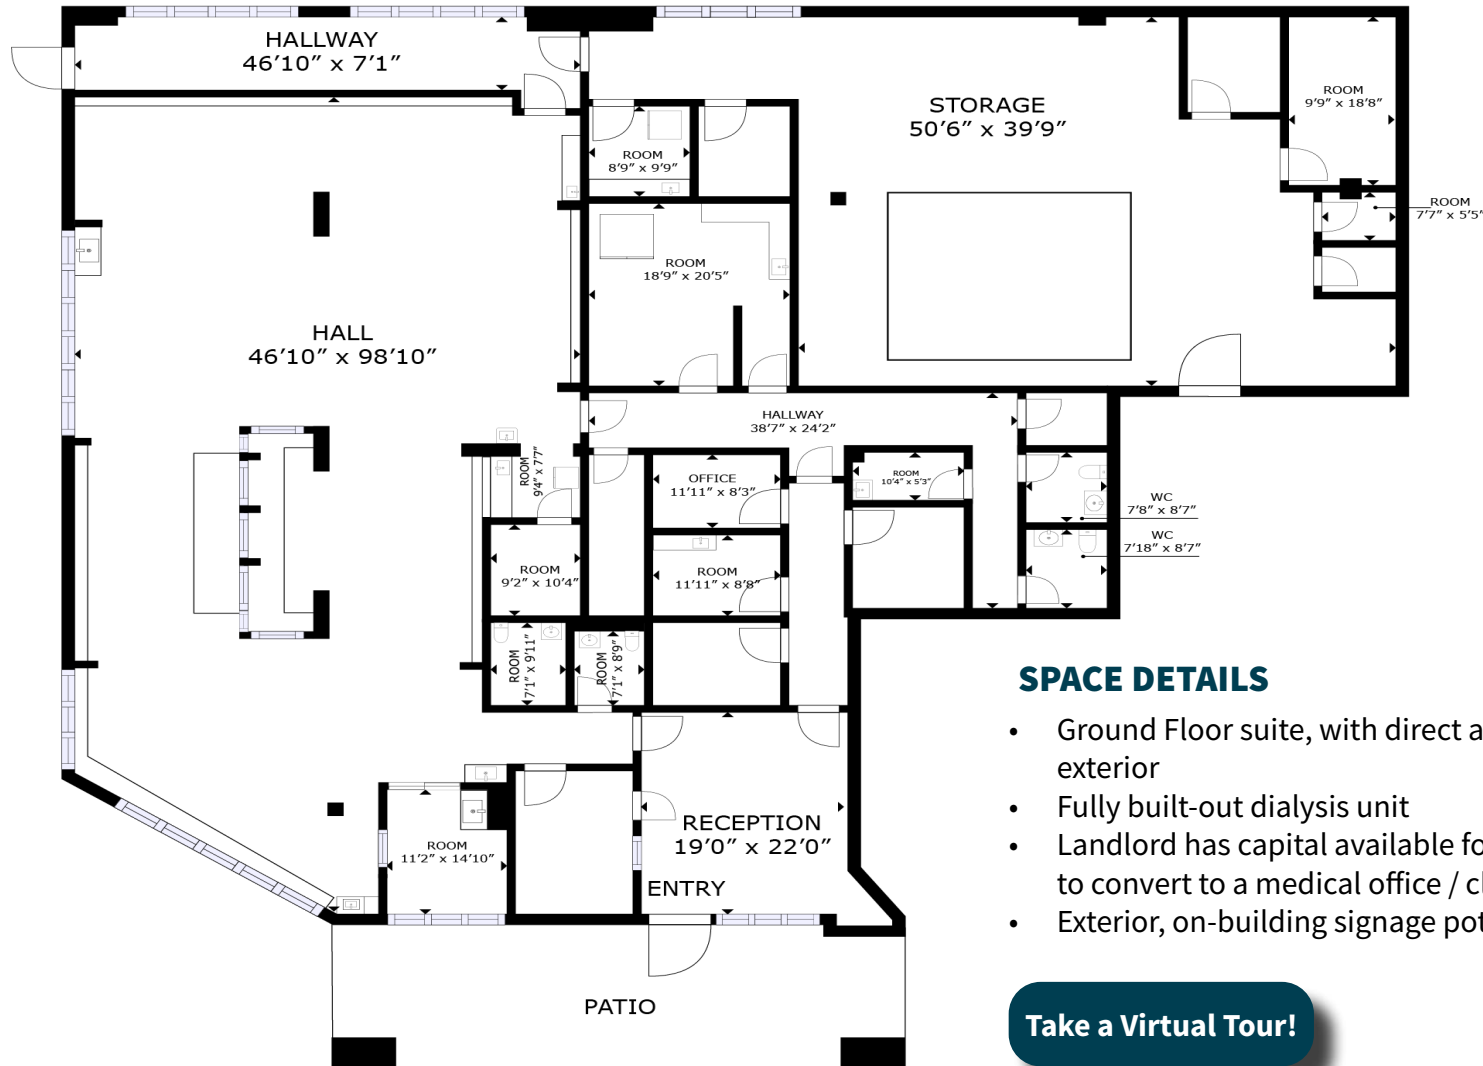 HALLWAY
46'10" x 7'1"
STORAGE
50'6" x 39'9"
ROOM
9'9" x 18'8"
ROOM
8'9" x 9'9"
ROOM
7'7" x 5'5"
ROOM
18'9" x 20'5"
HALL
46'10" x 98'10"
HALLWAY
38'7" x 24'2"
ROOM
9'4" x 7'7"
OFFICE
11'11" x 8'3"
ROOM
10'4" x 5'3"
WC
7'8" x 8'7"
WC
7'18" x 8'7"
ROOM
9'2" x 10'4"
ROOM
11'11" x 8'8"
ROOM
7'1" x 9'11"
ROOM
7'1" x 8'9"
RECEPTION
19'0" x 22'0"
ENTRY
ROOM
11'2" x 14'10"
PATIO
SPACE DETAILS
• Ground Floor suite, with direct
exterior
• Fully built-out dialysis unit
• Landlord has capital available
to convert to a medical office /
• Exterior, on-building signage
Take a Virtual Tour!